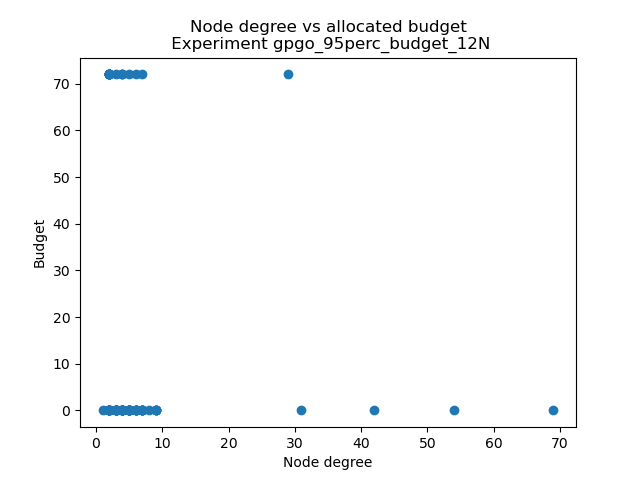 Node degree vs allocated budget
Experiment gpgo_95perc_budget_12N
70
60
50
40
30
20
10
0
Budget
0 10 20 30 40 50 60 70
Node degree